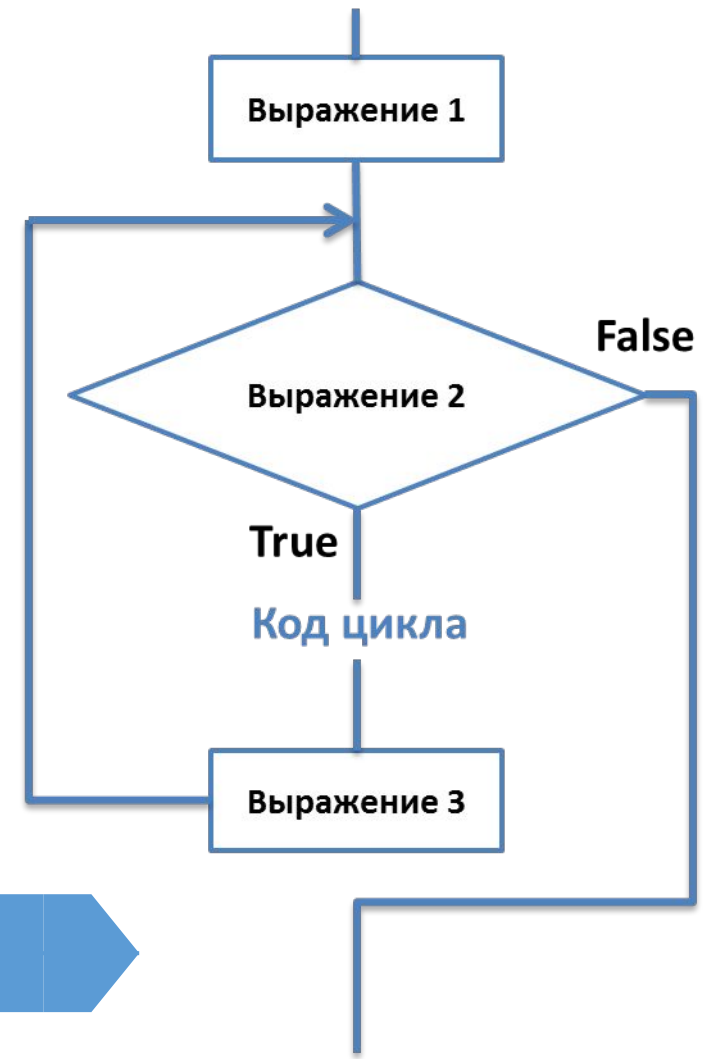 Выражение 1
False
Выражение 2
True
Код цикла
Выражение 3